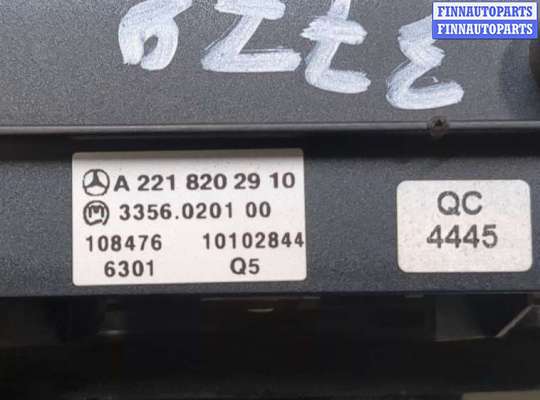 FINNAUTOPARTS
FINNAUTOPARTS
A 221 820 29 10
3356.0201 00
108476 10102844
6301 Q5
QC
4445